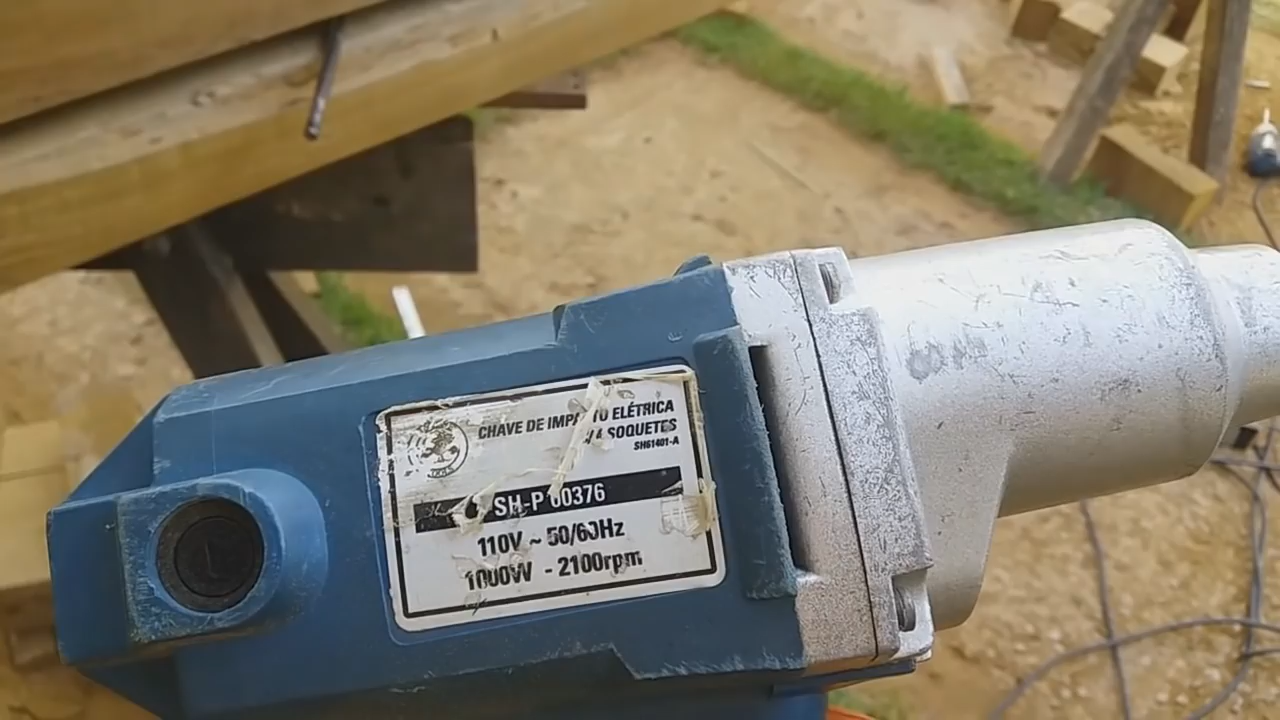 CHAVE DE IMPACTO ELÉTRICA
P/A SOQUETES
SH61401-A
SH-P 00376
110V ~ 50/60Hz
1000W - 2100rpm